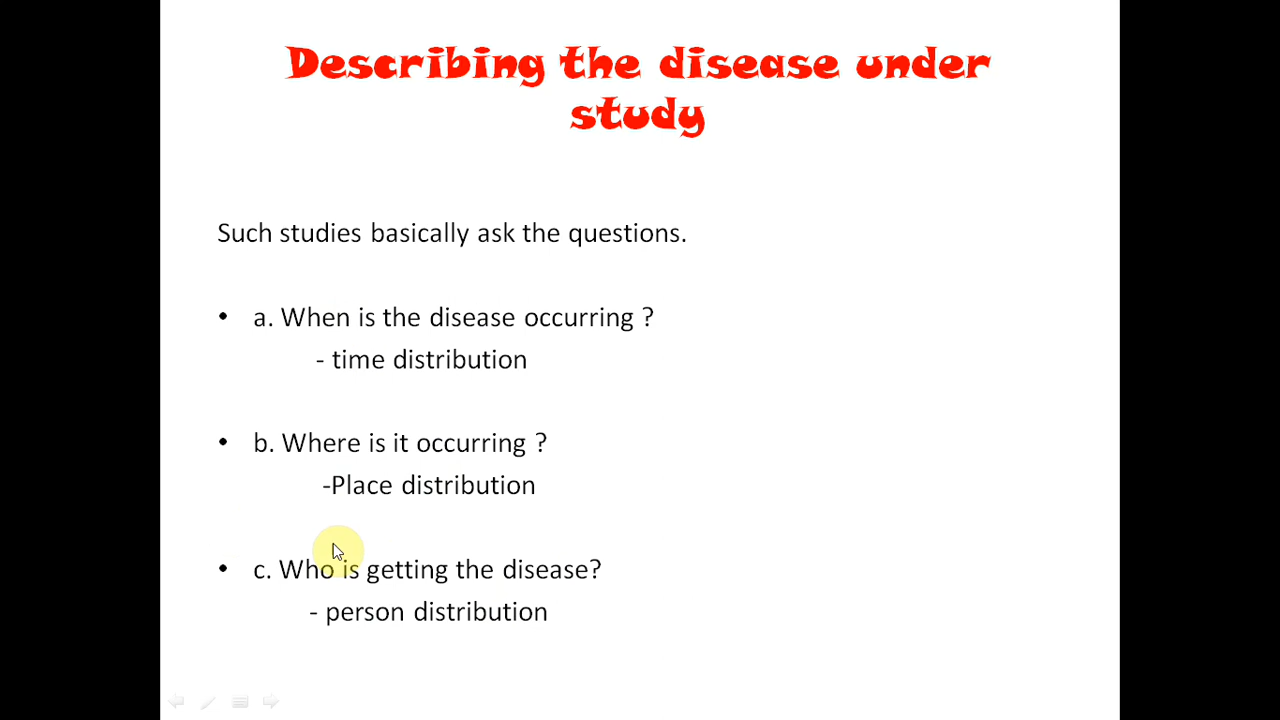 Describing the disease under
study
Such studies basically ask the questions.
• a. When is the disease occurring ?
- time distribution
• b. Where is it occurring ?
-Place distribution
• c. Who is getting the disease?
- person distribution